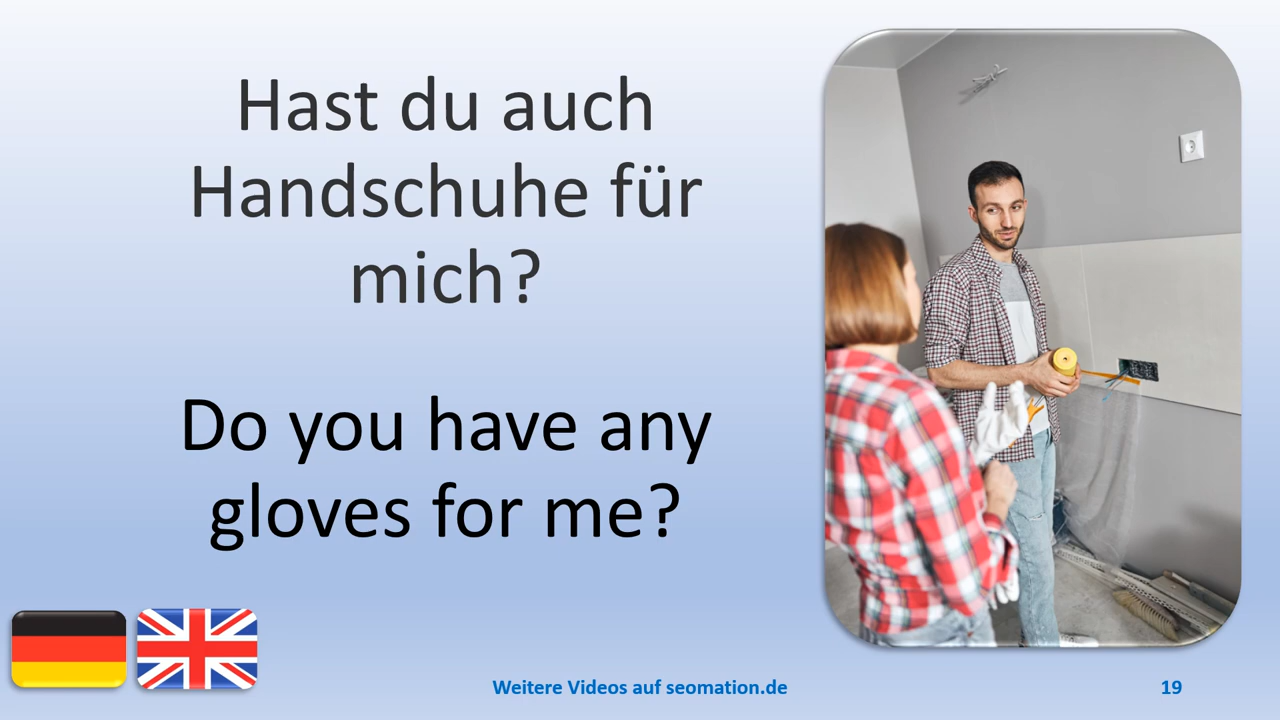 Hast du auch
Handschuhe für
mich?
Do you have any
gloves for me?
Weitere Videos auf seomation.de
19